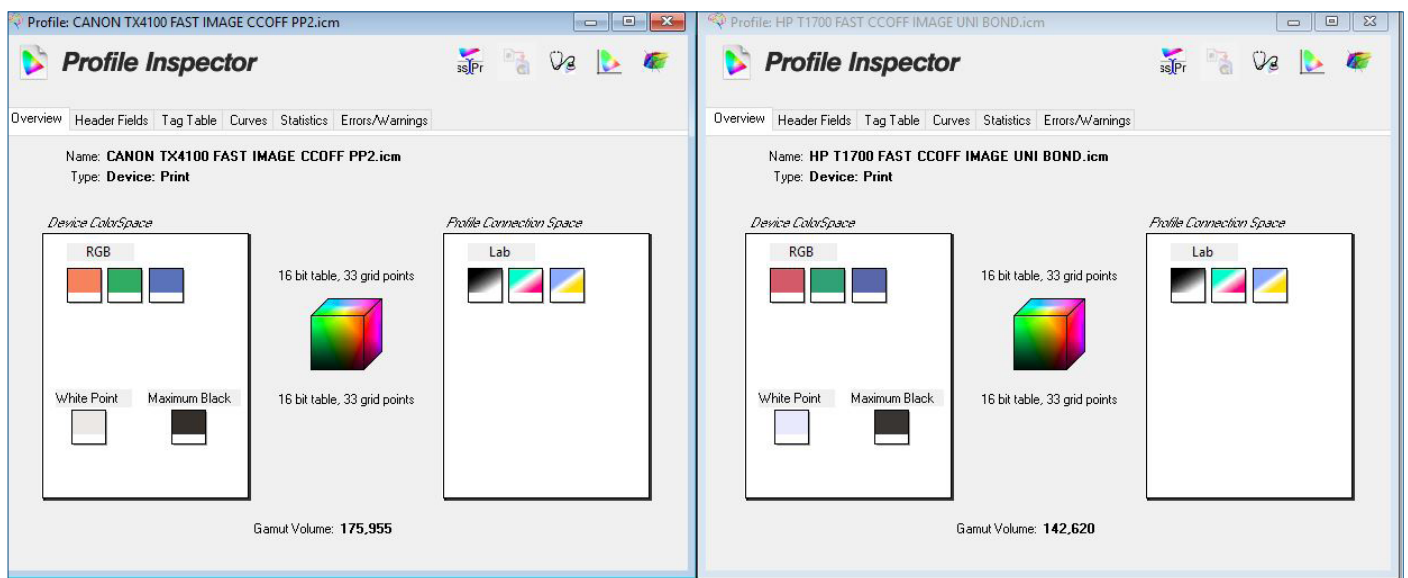 Profile: CANON TX4100 FAST IMAGE CCOFF PP2.icm
Profile Inspector
ss Pr
Overview Header Fields Tag Table Curves Statistics Errors/Warnings
Name: CANON TX4100 FAST IMAGE CCOFF PP2.icm
Type: Device: Print
Device ColorSpace
Profile Connection Space
RGB
Lab
16 bit table, 33 grid points
White Point
Maximum Black
16 bit table, 33 grid points
Gamut Volume: 175,955
Profile: HP T1700 FAST CCOFF IMAGE UNI BOND.icm
Profile Inspector
ss Pr
Overview Header Fields Tag Table Curves Statistics Errors/Warnings
Name: HP T1700 FAST CCOFF IMAGE UNI BOND.icm
Type: Device: Print
Device ColorSpace
Profile Connection Space
RGB
Lab
16 bit table, 33 grid points
White Point
Maximum Black
16 bit table, 33 grid points
Gamut Volume: 142,620